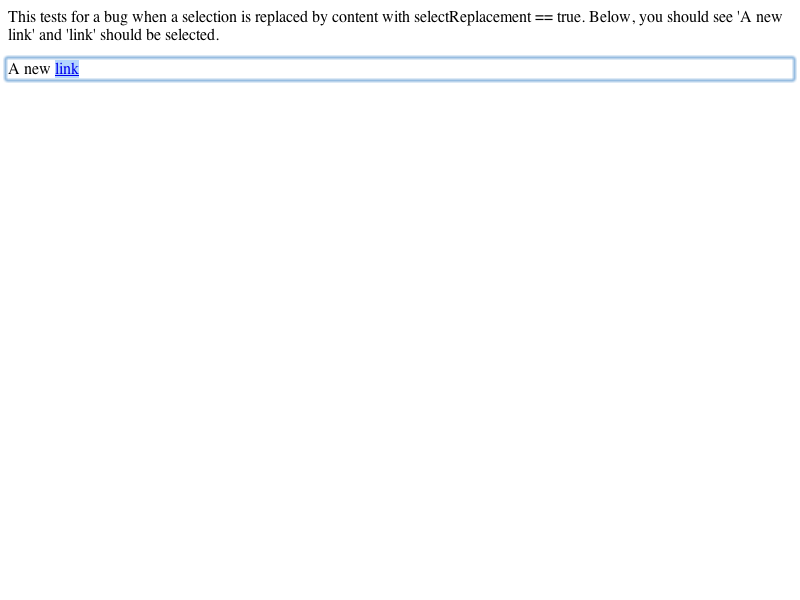 This tests for a bug when a selection is replaced by content with selectReplacement == true. Below, you should see 'A new
link' and 'link' should be selected.
A new link